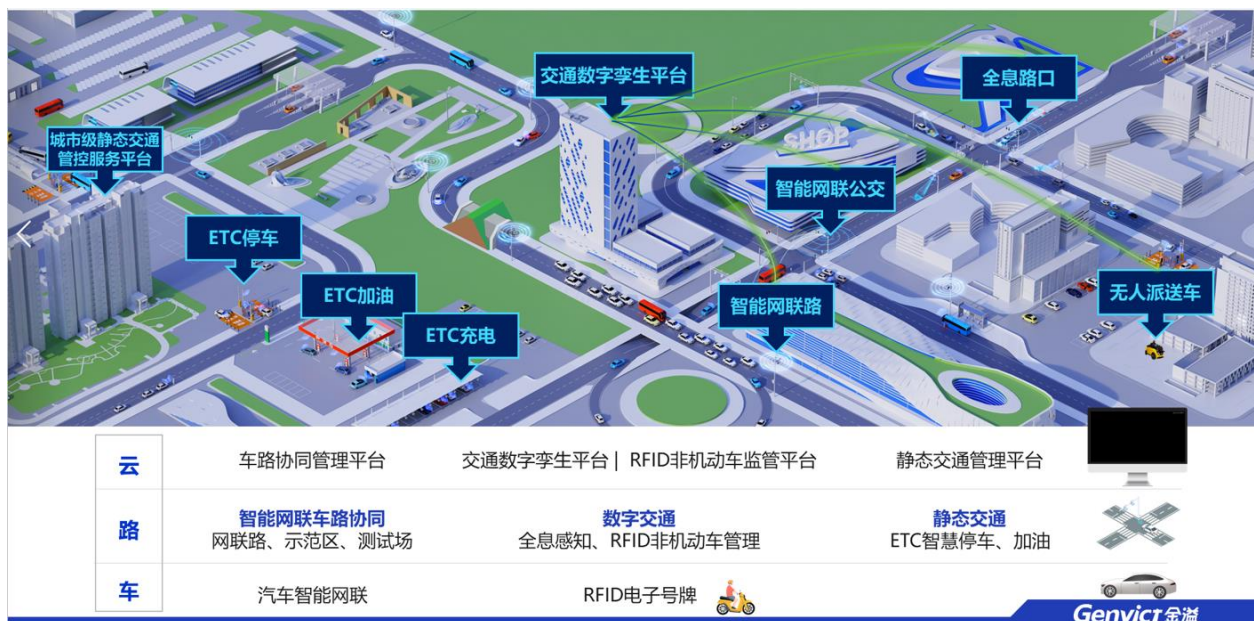 交通数字孪生平台
全息路口
城市级静态交通
管控服务平台
SHOP
智能网联公交
ETC停车
ETC加油
无人派送车
智能网联路
ETC充电
云
车路协同管理平台
交通数字孪生平台 | RFID非机动车监管平台
静态交通管理平台
路
智能网联车路协同
网联路、示范区、测试场
数字交通
全息感知、RFID非机动车管理
静态交通
ETC智慧停车、加油
车
汽车智能网联
RFID电子号牌
Genvict 金溢